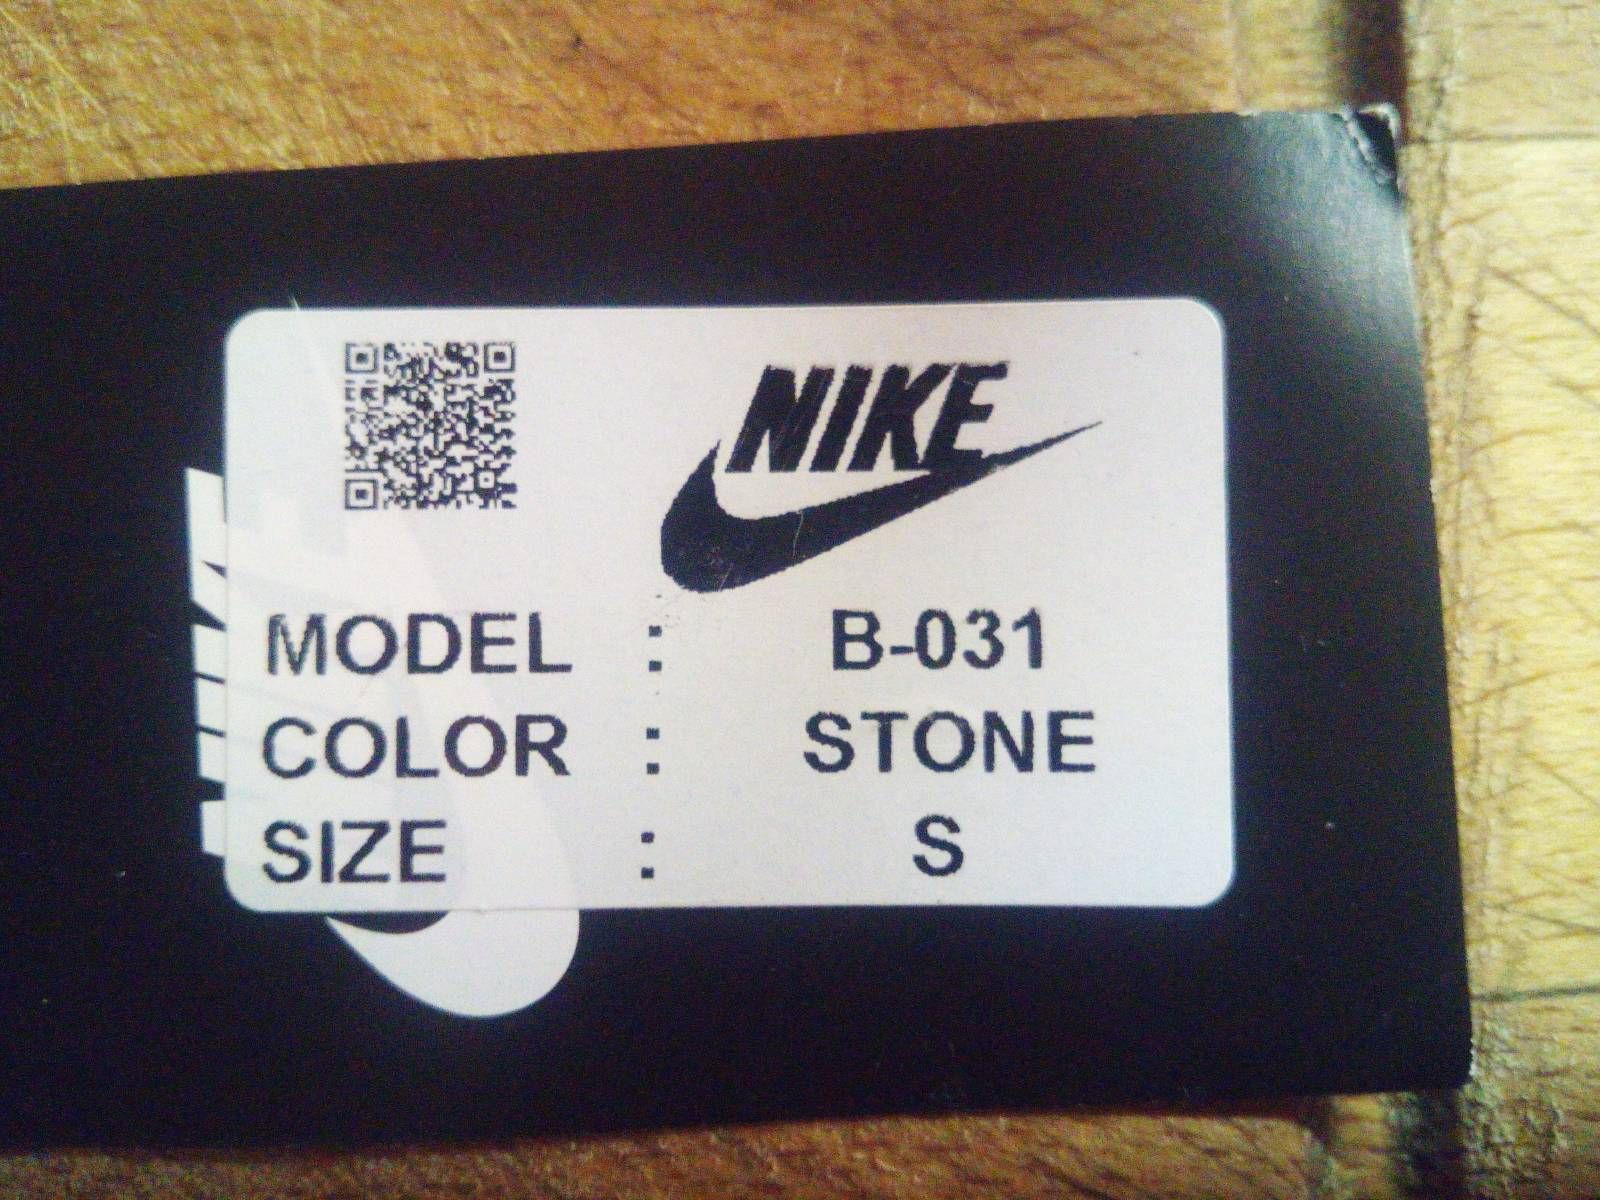 NIKE
MODEL : B-031
COLOR : STONE
SIZE : S